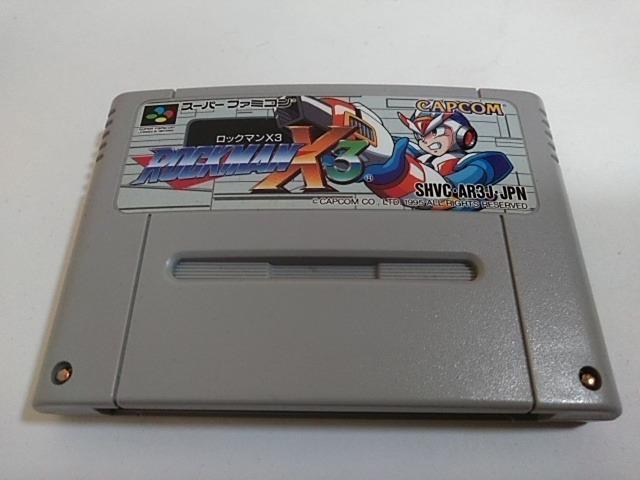 スーパーファミコン
CAPCOM
ロックマンX3
ROCKMAN X3 ®
SHVC-AR3J-JPN
© CAPCOM CO., LTD 1995 ALL RIGHTS RESERVED